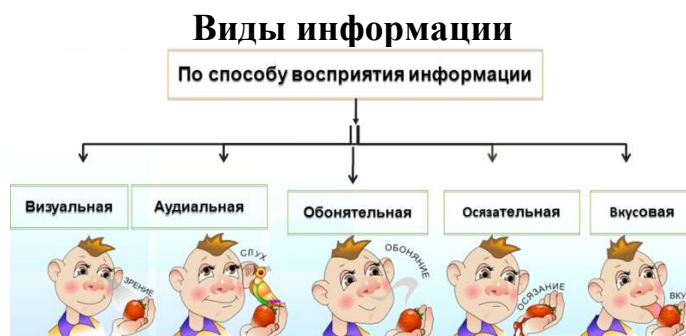 Виды информации
По способу восприятия информации
Визуальная
Аудиальная
Обонятельная
Осязательная
Вкусовая
ЗРЕНИЕ
СЛУХ
ОБОНЯНИЕ
ОСЯЗАНИЕ
ВКУ